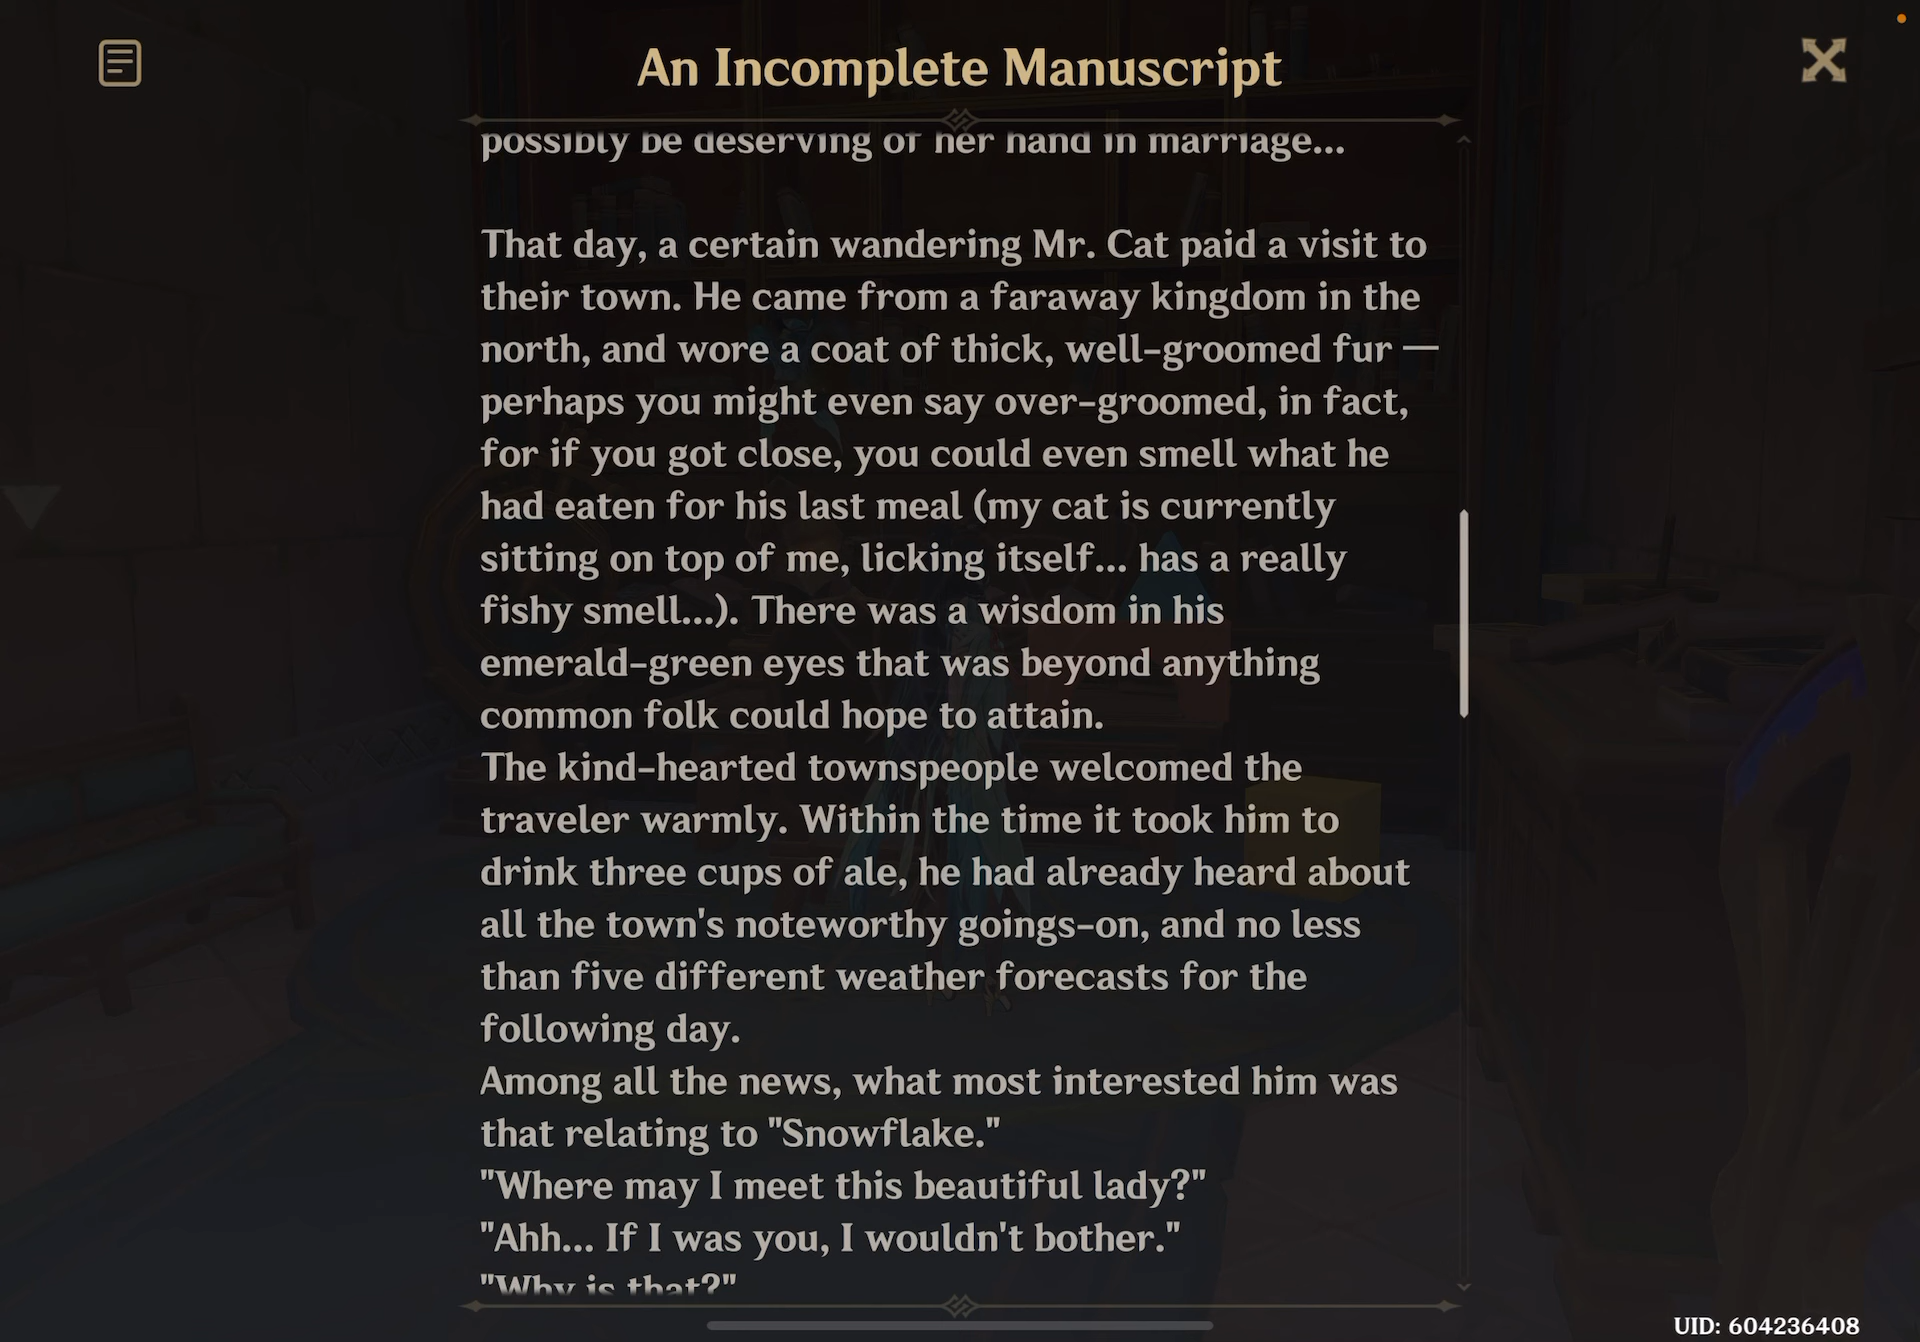 An Incomplete Manuscript
possibly be deserving of her hand in marriage...
That day, a certain wandering Mr. Cat paid a visit to
their town. He came from a faraway kingdom in the
north, and wore a coat of thick, well-groomed fur —
perhaps you might even say over-groomed, in fact,
for if you got close, you could even smell what he
had eaten for his last meal (my cat is currently
sitting on top of me, licking itself... has a really
fishy smell...). There was a wisdom in his
emerald-green eyes that was beyond anything
common folk could hope to attain.
The kind-hearted townspeople welcomed the
traveler warmly. Within the time it took him to
drink three cups of ale, he had already heard about
all the town's noteworthy goings-on, and no less
than five different weather forecasts for the
following day.
Among all the news, what most interested him was
that relating to "Snowflake."
"Where may I meet this beautiful lady?"
"Ahh... If I was you, I wouldn't bother."
"Why is that?"
UID: 604236408